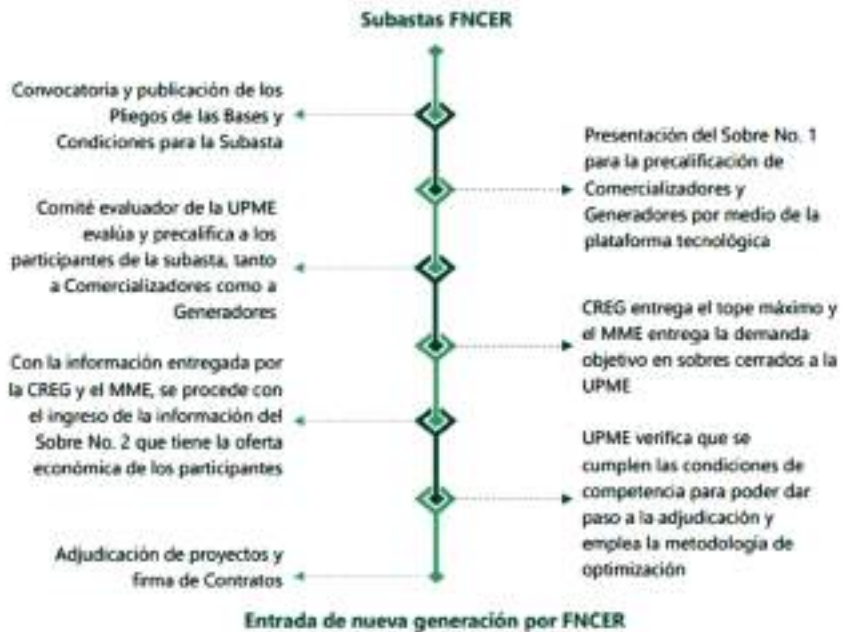 Subastas FNCER
Convocatoria y publicación de los
Pliegos de las Bases y
Condiciones para la Subasta
Presentación del Sobre No. 1
para la precalificación de
Comercializadores y
Generadores por medio de la
plataforma tecnológica
Comité evaluador de la UPME
evalúa y precalifica a los
participantes de la subasta, tanto
a Comercializadores como a
Generadores
CREG entrega el tope máximo y
el MME entrega la demanda
objetivo en sobres cerrados a la
UPME
Con la información entregada por
la CREG y el MME, se procede con
el ingreso de la información del
Sobre No. 2 que tiene la oferta
económica de los participantes
UPME verifica que se
cumplen las condiciones de
competencia para poder dar
paso a la adjudicación y
emplea la metodología de
optimización
Adjudicación de proyectos y
firma de Contratos
Entrada de nueva generación por FNCER